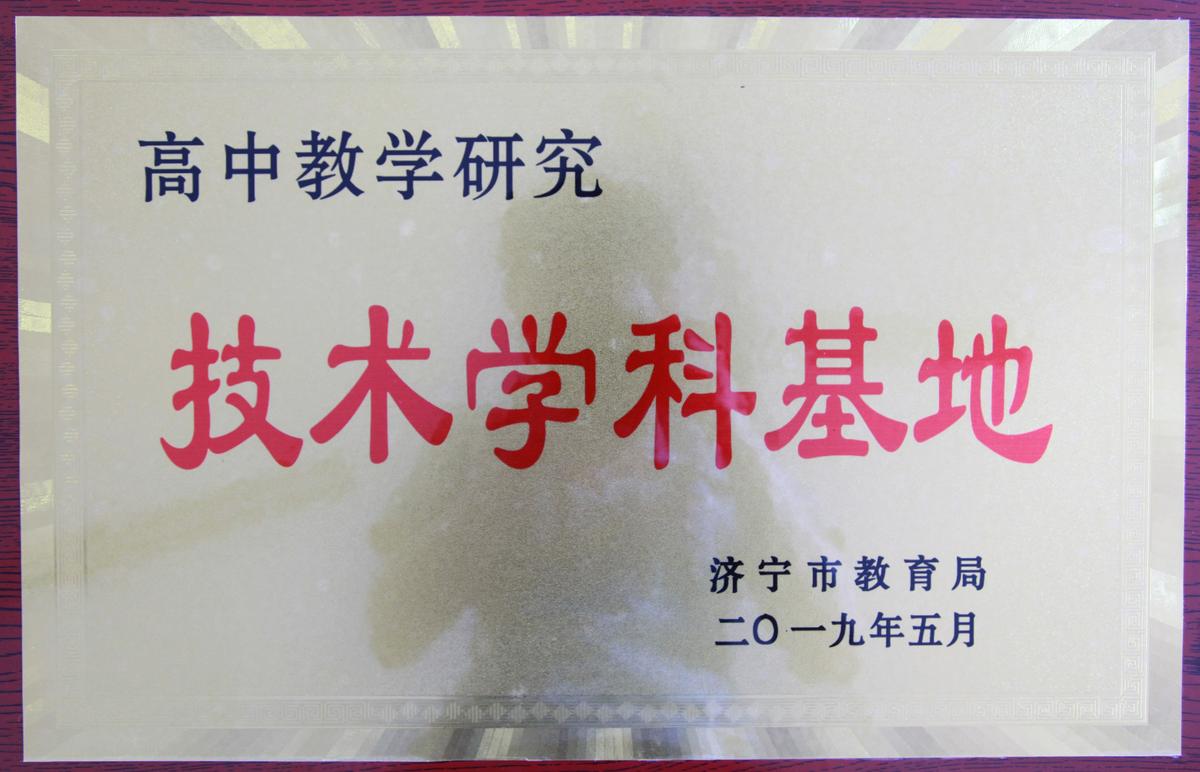 高中教学研究
技术学科基地
济宁市教育局
二〇一九年五月